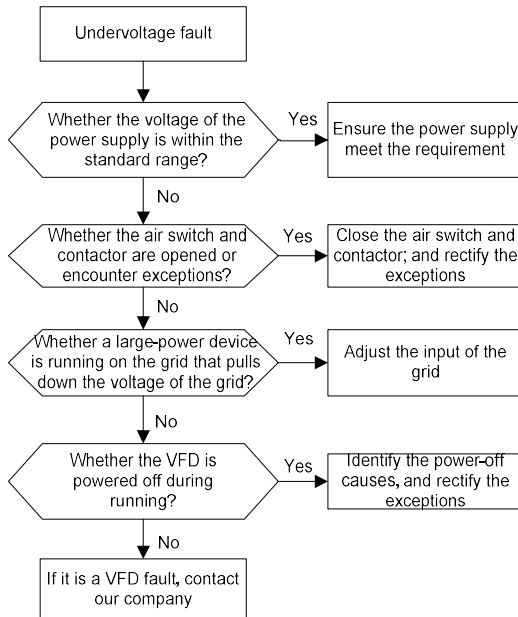 Undervoltage fault
Whether the voltage of the
power supply is within the
standard range?
Yes
Ensure the power supply
meet the requirement
No
Whether the air switch and
contactor are opened or
encounter exceptions?
Yes
Close the air switch and
contactor; and rectify the
exceptions
No
Whether a large-power device
is running on the grid that pulls
down the voltage of the grid?
Yes
Adjust the input of the
grid
No
Whether the VFD is
powered off during
running?
Yes
Identify the power-off
causes, and rectify the
exceptions
No
If it is a VFD fault, contact
our company